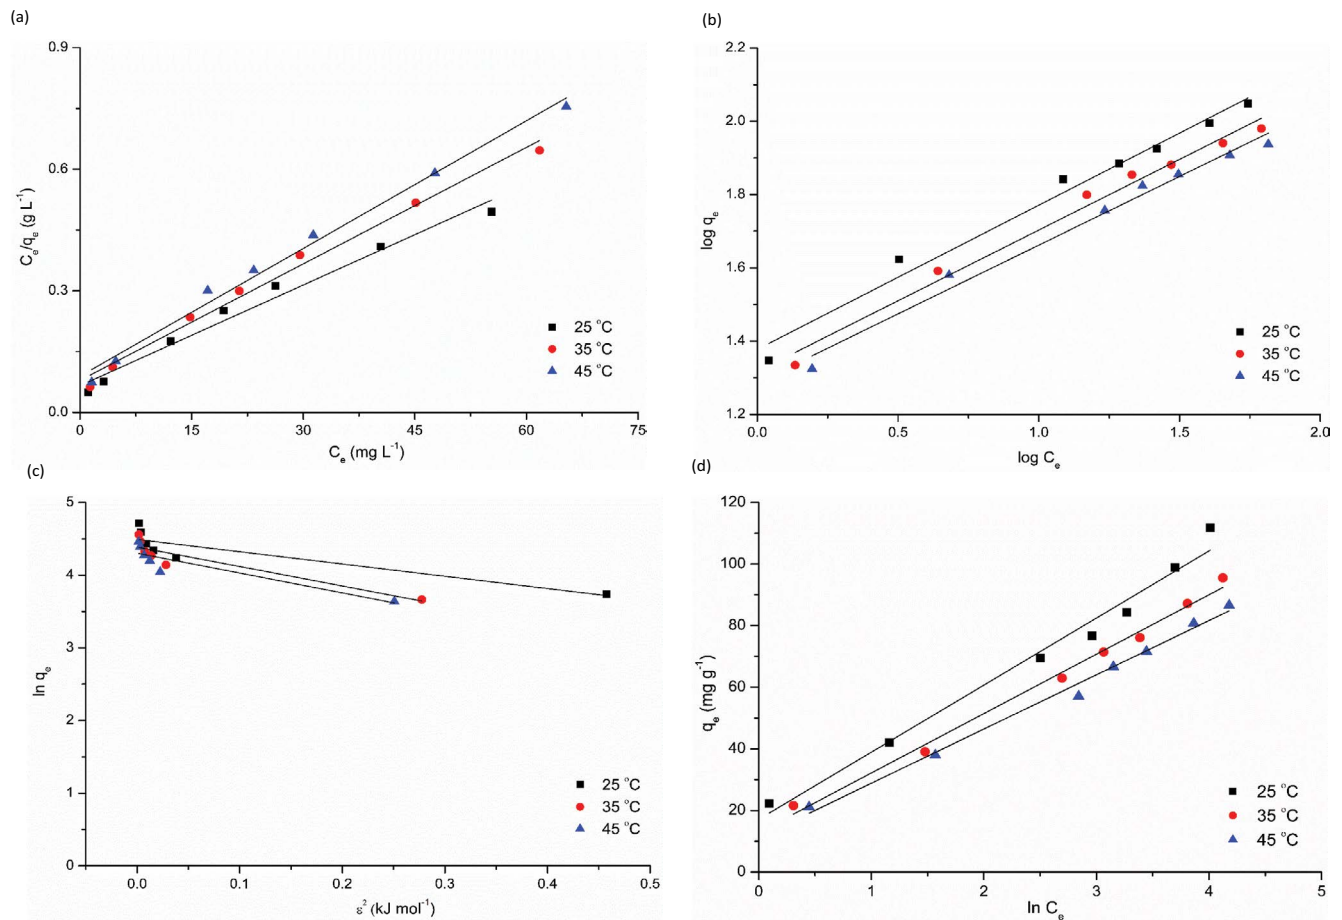 (a)
0.9
0.6
0.3
0.0
Cₑ/qₑ (g L⁻¹)
25 °C
35 °C
45 °C
0 15 30 45 60 75
Cₑ (mg L⁻¹)
(b)
2.2
2.0
1.8
1.6
1.4
1.2
log qₑ
25 °C
35 °C
45 °C
0.0 0.5 1.0 1.5 2.0
log Cₑ
(c)
5
4
3
2
1
0
ln qₑ
25 °C
35 °C
45 °C
0.0 0.1 0.2 0.3 0.4 0.5
ε² (kJ mol⁻¹)
(d)
120
100
80
60
40
20
0
qₑ (mg g⁻¹)
25 °C
35 °C
45 °C
0 1 2 3 4 5
ln Cₑ